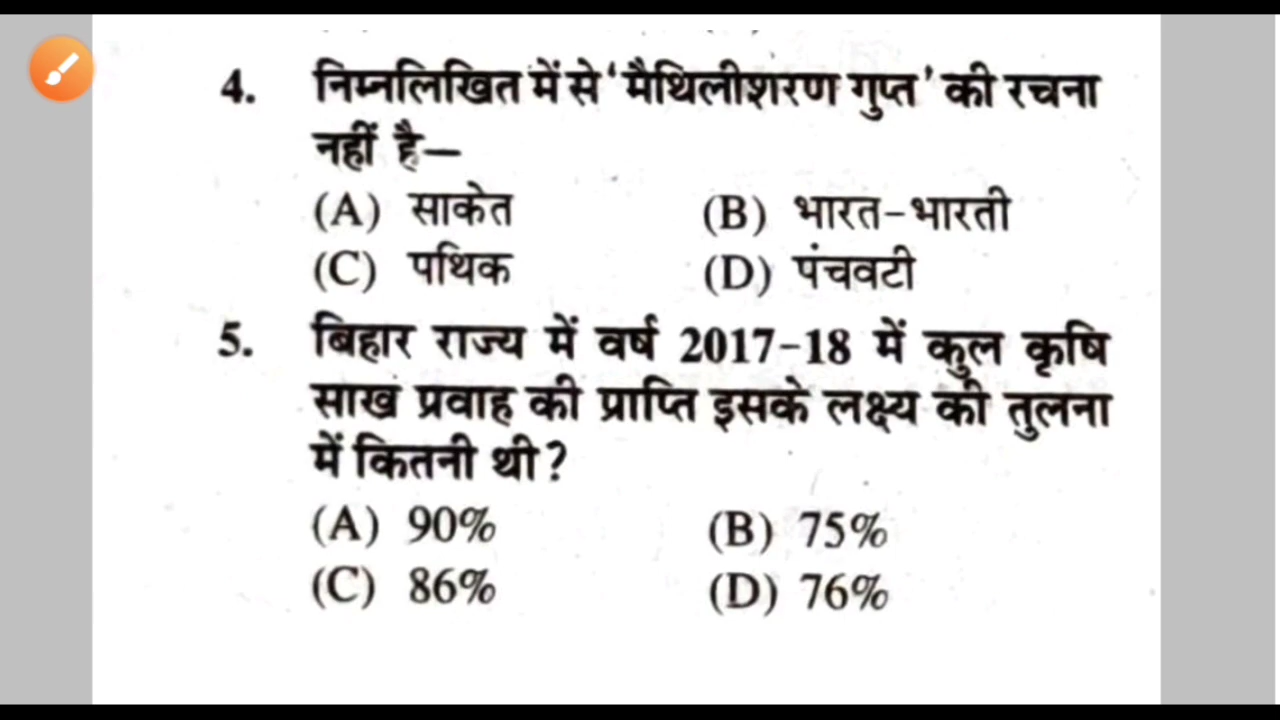 4. निम्नलिखित में से 'मैथिलीशरण गुप्त' की रचना
नहीं है—
(A) साकेत (B) भारत-भारती
(C) पथिक (D) पंचवटी
5. बिहार राज्य में वर्ष 2017-18 में कुल कृषि
साख प्रवाह की प्राप्ति इसके लक्ष्य की तुलना
में कितनी थी?
(A) 90% (B) 75%
(C) 86% (D) 76%